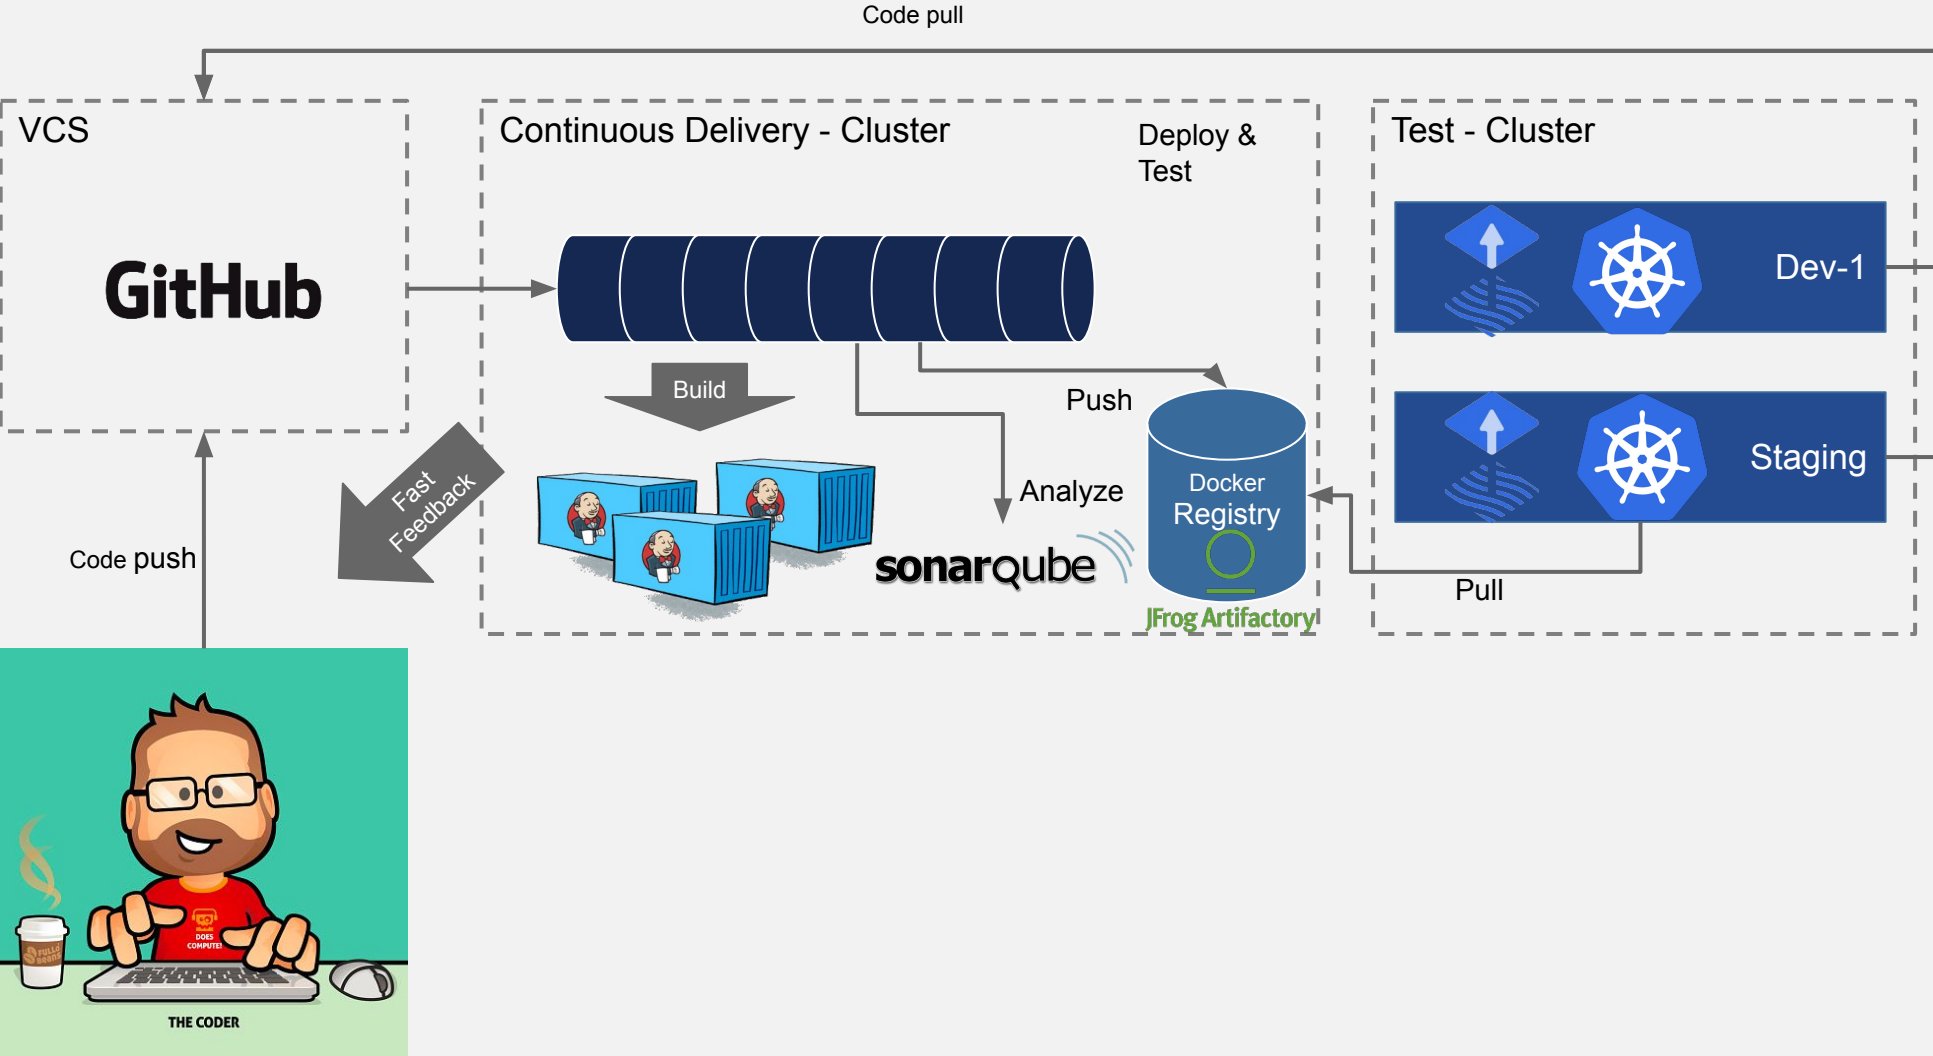 Code pull
VCS
GitHub
Code push
Continuous Delivery - Cluster
Deploy &
Test
Build
Fast
Feedback
Push
Analyze
sonarqube
Docker
Registry
JFrog Artifactory
Test - Cluster
Dev-1
Staging
Pull
DOES
COMPUTE!
THE CODER